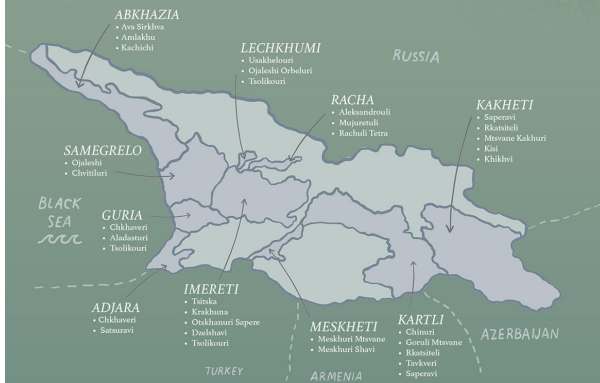 ABKHAZIA
• Ava Sirkhva
• Amlakhu
• Kachichi
LECHKHUMI
• Usakhelouri
• Ojaleshi Orbeluri
• Tsolikouri
RUSSIA
RACHA
• Aleksandrouli
• Mujuretuli
• Rachuli Tetra
KAKHETI
• Saperavi
• Rkatsiteli
• Mtsvane Kakhuri
• Kisi
• Khikhvi
SAMEGRELO
• Ojaleshi
• Chvitiluri
BLACK
SEA
GURIA
• Chkhaveri
• Aladasturi
• Tsolikouri
ADJARA
• Chkhaveri
• Satsuravi
IMERETI
• Tsitska
• Krakhuna
• Otskhanuri Sapere
• Dzelshavi
• Tsolikouri
MESKHETI
• Meskhuri Mtsvane
• Meskhuri Shavi
KARTLI
• Chinuri
• Goruli Mtsvane
• Rkatsiteli
• Tavkveri
• Saperavi
AZERBAIJAN
TURKEY
ARMENIA